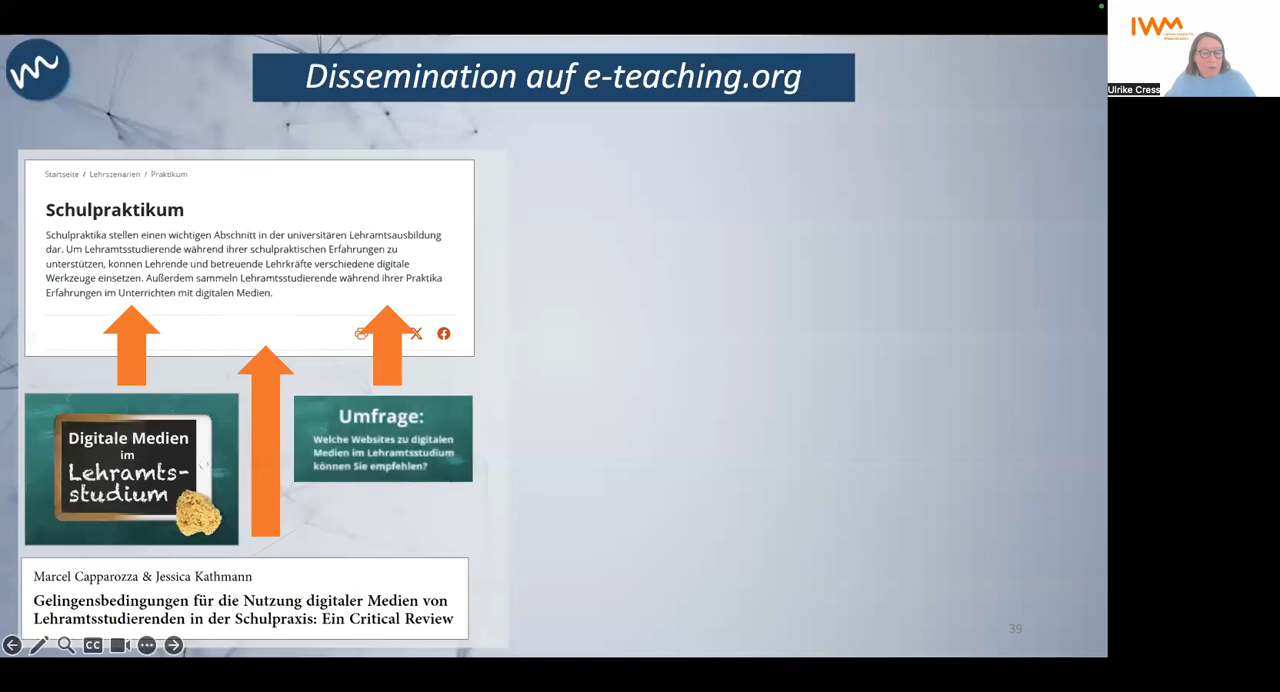 Dissemination auf e-teaching.org
IWM
Ulrike Cress
Startseite / Lehrszenarien / Praktikum
Schulpraktikum
Schulpraktika stellen einen wichtigen Abschnitt in der universitären Lehramtsausbildung
dar. Um Lehramtsstudierende während ihrer schulpraktischen Erfahrungen zu
unterstützen, können Lehrende und betreuende Lehrkräfte verschiedene digitale
Werkzeuge einsetzen. Außerdem sammeln Lehramtsstudierende während ihrer Praktika
Erfahrungen im Unterrichten mit digitalen Medien.
Digitale Medien
im
Lehramts-
studium
Umfrage:
Welche Websites zu digitalen
Medien im Lehramtsstudium
können Sie empfehlen?
Marcel Capparozza & Jessica Kathmann
Gelingensbedingungen für die Nutzung digitaler Medien von
Lehramtsstudierenden in der Schulpraxis: Ein Critical Review
39
CC